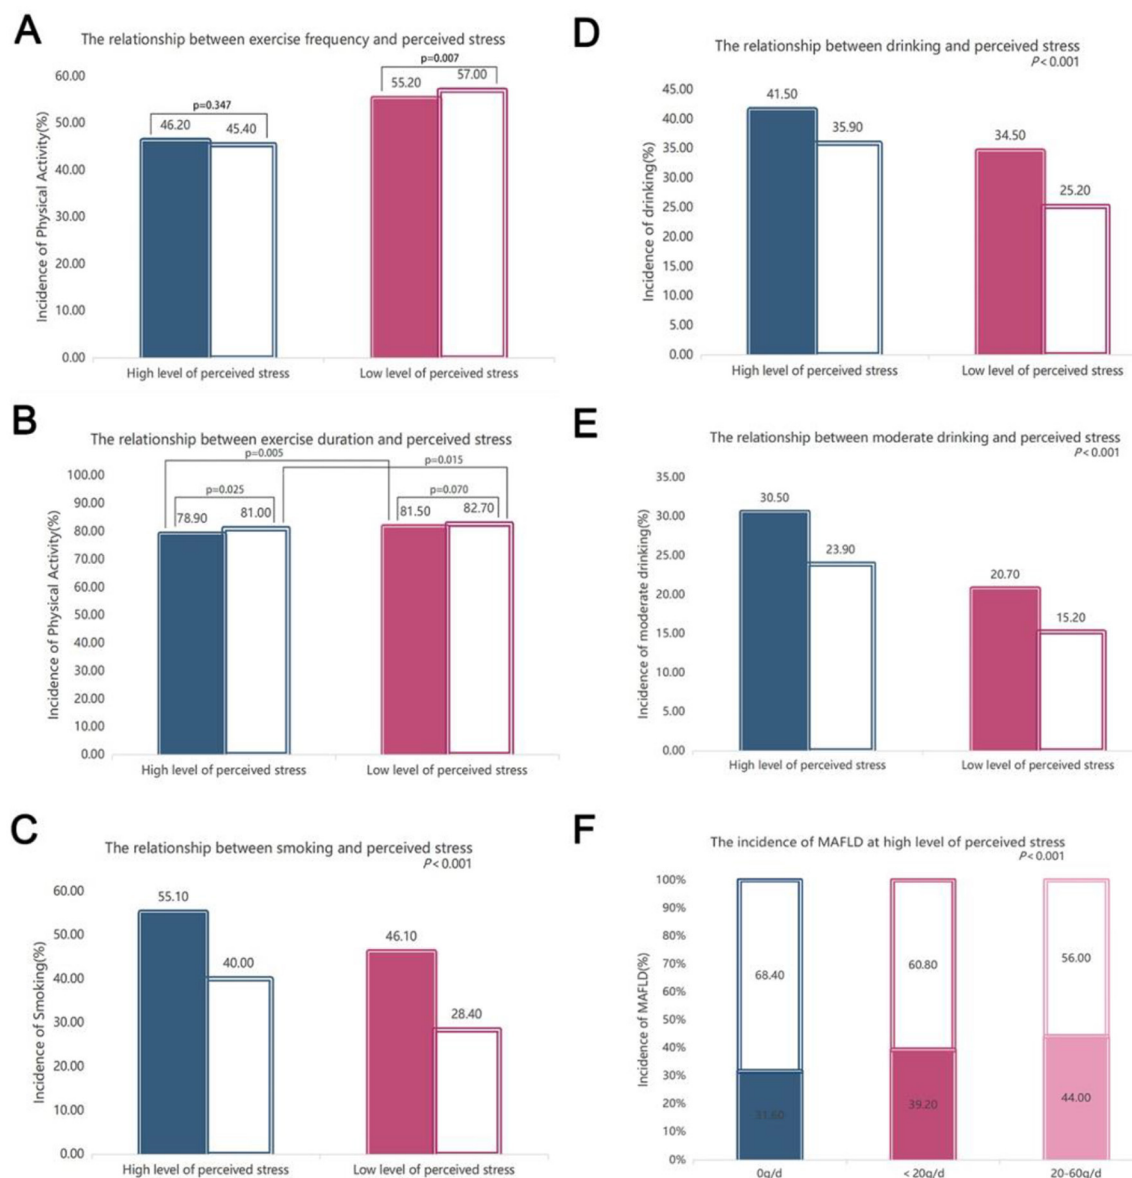 A
The relationship between exercise frequency and perceived stress
p=0.007
60.00
55.20
57.00
p=0.347
50.00
46.20
45.40
40.00
30.00
20.00
10.00
0.00
Incidence of Physical Activity(%)
High level of perceived stress
Low level of perceived stress
B
The relationship between exercise duration and perceived stress
p=0.005
p=0.015
100.00
p=0.025
p=0.070
90.00
78.90
81.00
81.50
82.70
80.00
70.00
60.00
50.00
40.00
30.00
20.00
10.00
0.00
Incidence of Physical Activity(%)
High level of perceived stress
Low level of perceived stress
C
The relationship between smoking and perceived stress
P<0.001
60.00
55.10
50.00
46.10
40.00
40.00
30.00
28.40
20.00
10.00
0.00
Incidence of Smoking(%)
High level of perceived stress
Low level of perceived stress
D
The relationship between drinking and perceived stress
P<0.001
45.00
41.50
40.00
35.90
35.00
34.50
30.00
25.20
25.00
20.00
15.00
10.00
5.00
0.00
Incidence of drinking(%)
High level of perceived stress
Low level of perceived stress
E
The relationship between moderate drinking and perceived stress
P<0.001
35.00
30.50
30.00
25.00
23.90
20.70
20.00
15.20
15.00
10.00
5.00
0.00
Incidence of moderate drinking(%)
High level of perceived stress
Low level of perceived stress
F
The incidence of MAFLD at high level of perceived stress
P<0.001
100%
90%
80%
70%
60%
50%
40%
30%
20%
10%
0%
Incidence of MAFLD(%)
68.40
60.80
56.00
31.60
39.20
44.00
0g/d
<20g/d
20-60g/d